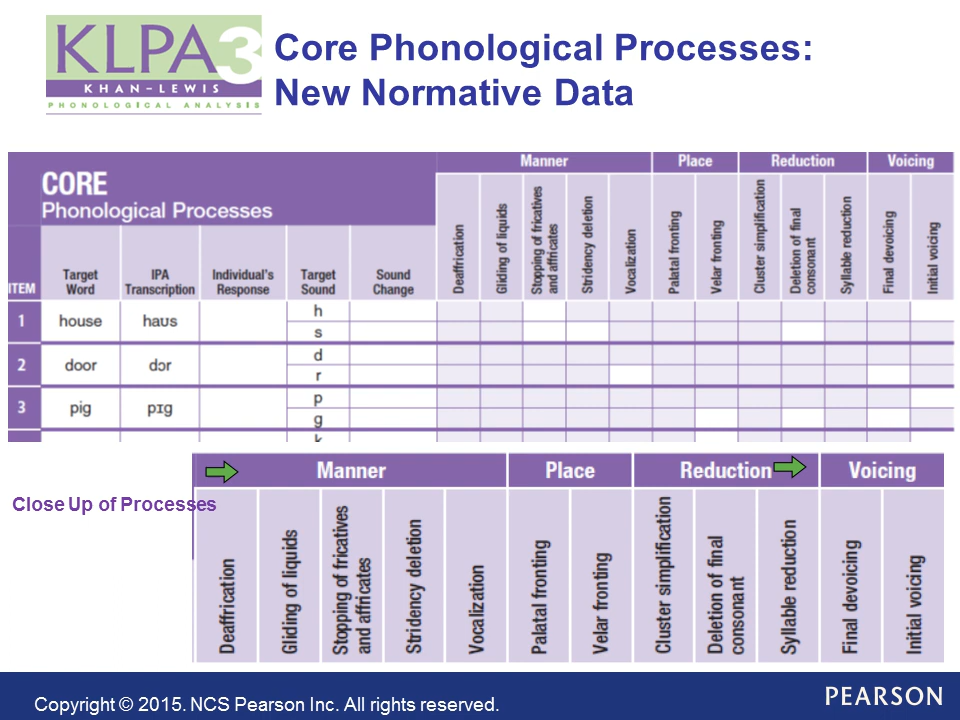 KLPA3
KHAN-LEWIS
PHONOLOGICAL ANALYSIS
Core Phonological Processes:
New Normative Data
CORE
Phonological Processes
Manner Place Reduction Voicing
ITEM
Target Word
IPA Transcription
Individual's Response
Target Sound
Sound Change
Deaffrication
Gliding of liquids
Stopping of fricatives and affricates
Stridency deletion
Vocalization
Palatal fronting
Velar fronting
Cluster simplification
Deletion of final consonant
Syllable reduction
Final devoicing
Initial voicing
1 house haʊs h
s
2 door dɔr d
r
3 pig pɪg p
g
k
Close Up of Processes
Manner Place Reduction Voicing
Deaffrication
Gliding of liquids
Stopping of fricatives
and affricates
Stridency deletion
Vocalization
Palatal fronting
Velar fronting
Cluster simplification
Deletion of final
consonant
Syllable reduction
Final devoicing
Initial voicing
Copyright © 2015. NCS Pearson Inc. All rights reserved.
PEARSON